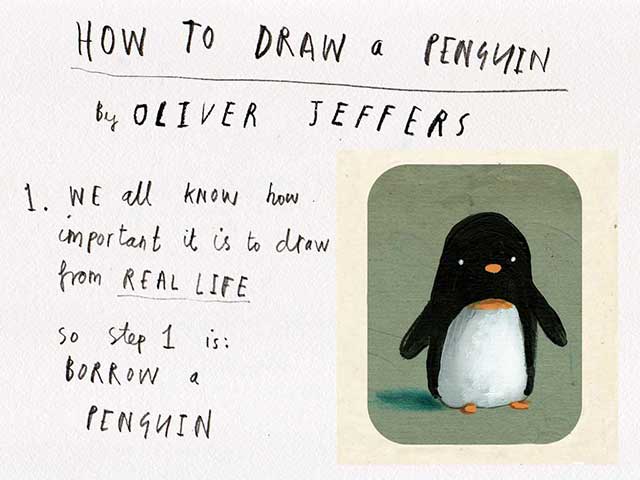 HOW TO DRAW a PENGUIN
By OLIVER JEFFERS
1. WE all KNOW how
important it is to draw
from REAL LIFE
so step 1 is:
BORROW a
PENGUIN